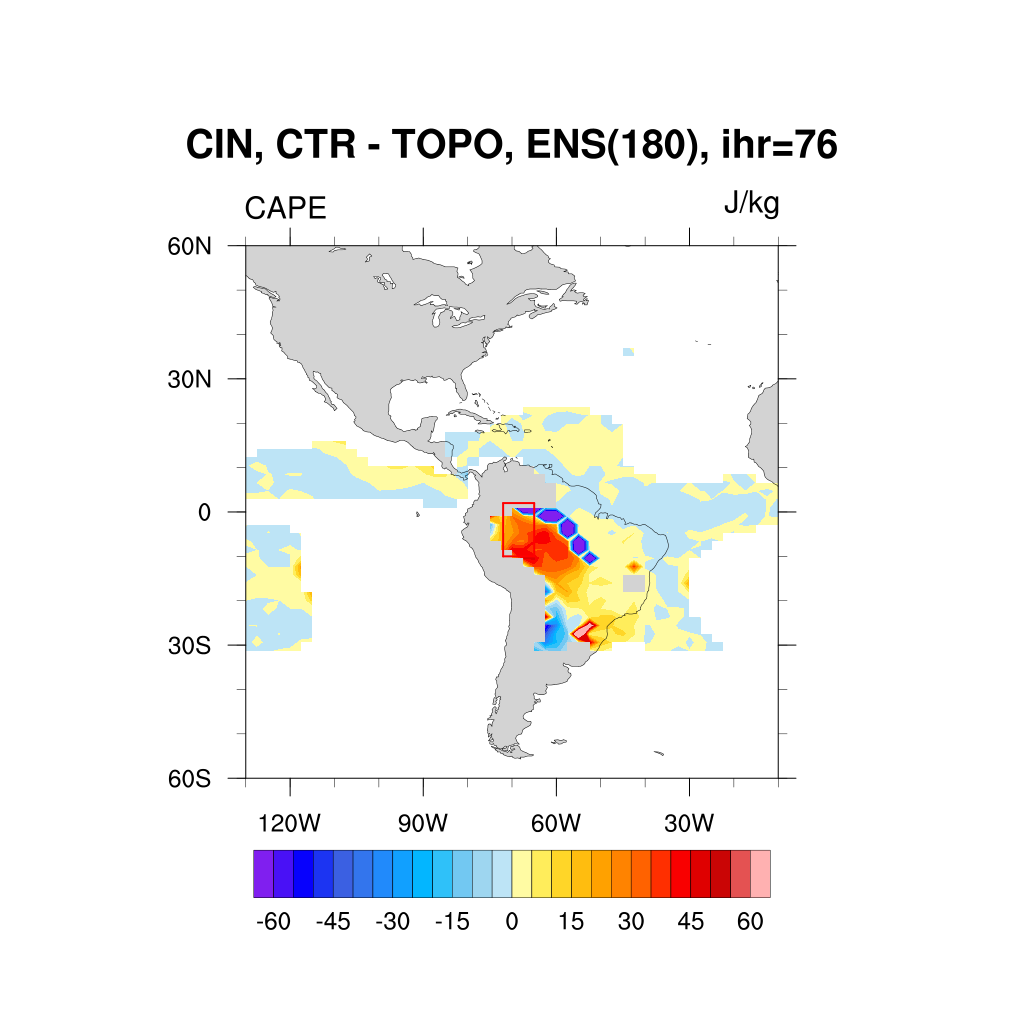 CIN, CTR - TOPO, ENS(180), ihr=76
CAPE J/kg
60N
30N
0
30S
60S
120W 90W 60W 30W
-60 -45 -30 -15 0 15 30 45 60